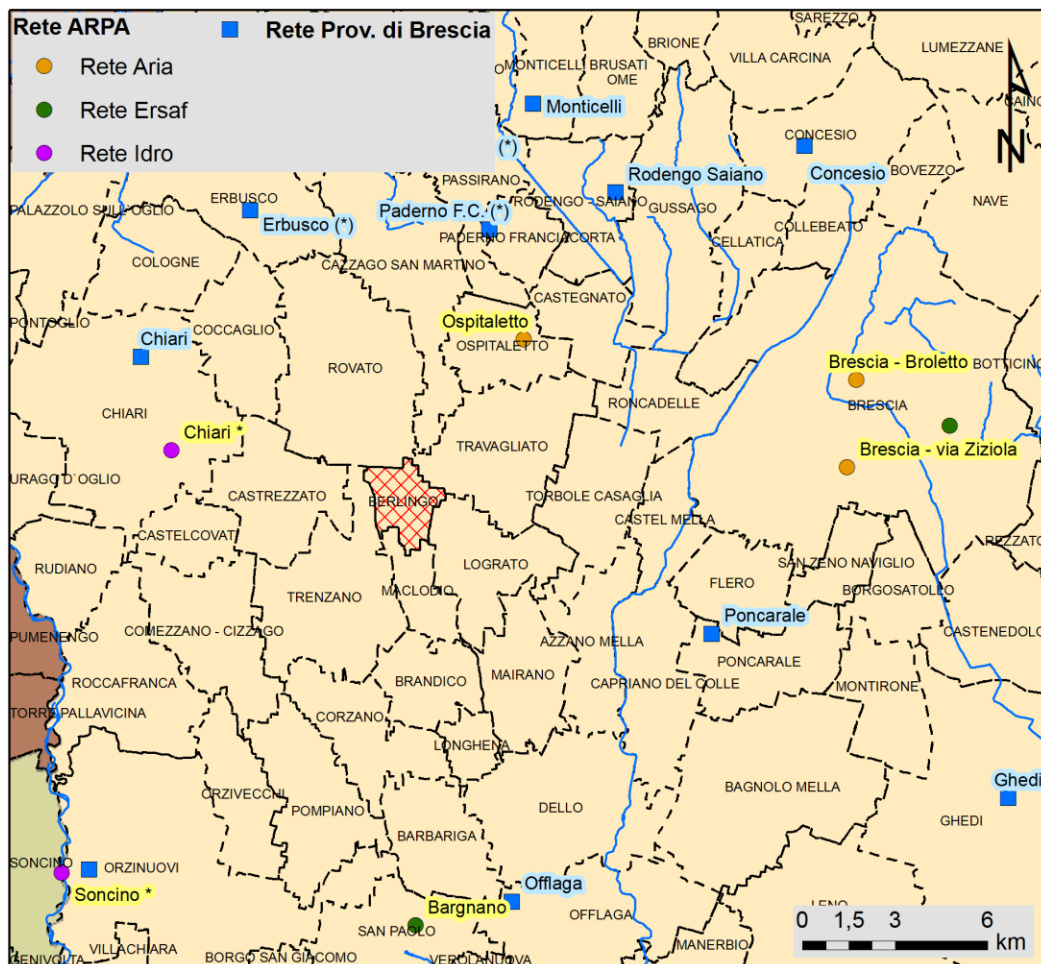 Rete ARPA
Rete Prov. di Brescia
Rete Aria
Rete Ersaf
Rete Idro
SAREZZO
BRIONE
LUMEZZANE
VILLA CARCINA
MONTICELLI
BRUSATI
OME
Monticelli
CONCESIO
BOVEZZO
(*)
PASSIRANO
Rodengo Saiano
Concesio
RODENGO - SAIANO
NAVE
ERBUSCO
PALAZZOLO SULL'OGLIO
Erbusco (*)
Paderno F.C. (*)
GUSSAGO
COLLEBEATO
PADERNO FRANCIACORTA
CELLATICA
COLOGNE
CAZZAGO SAN MARTINO
CASTEGNATO
PONTOGLIO
COCCAGLIO
Ospitaletto
Chiari
OSPITALETTO
Brescia - Broletto
BOTTICINO
ROVATO
RONCADELLE
BRESCIA
CHIARI
Chiari *
TRAVAGLIATO
Brescia - via Ziziola
URAGO D`OGLIO
CASTREZZATO
BERLINGO
TORBOLE CASAGLIA
CASTEL MELLA
CASTELCOVATI
REZZATO
RUDIANO
LOGRATO
SAN ZENO NAVIGLIO
FLERO
BORGOSATOLLO
TRENZANO
MACLODIO
Poncarale
PUMENENGO
COMEZZANO - CIZZAGO
AZZANO MELLA
CASTENEDOLO
PONCARALE
MAIRANO
ROCCAFRANCA
BRANDICO
CAPRIANO DEL COLLE
MONTIRONE
TORRE PALLAVICINA
CORZANO
LONGHENA
ORZIVECCHI
BAGNOLO MELLA
Ghedi
POMPIANO
DELLO
BARBARIGA
GHEDI
SONCINO
ORZINUOVI
Soncino *
Offlaga
Bargnano
LENO
OFFLAGA
SAN PAOLO
VILLACHIARA
MANERBIO
GENIVOLTA
BORGO SAN GIACOMO
VEROLANUOVA
0 1,5 3 6
km
N